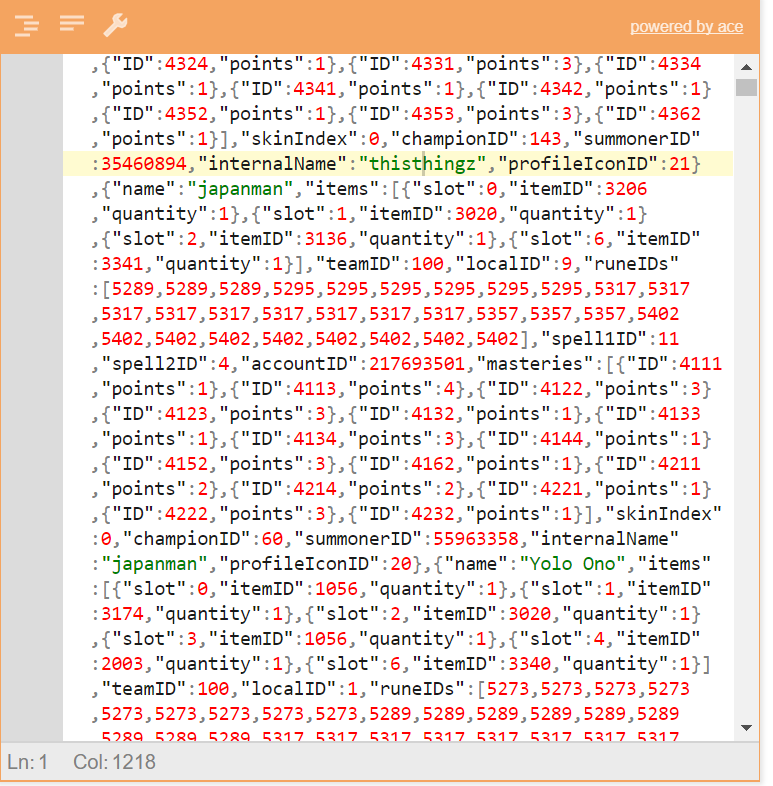 powered by ace
,{"ID":4324,"points":1},{"ID":4331,"points":3},{"ID":4334
,"points":1},{"ID":4341,"points":1},{"ID":4342,"points":1}
,{"ID":4352,"points":1},{"ID":4353,"points":3},{"ID":4362
,"points":1}],"skinIndex":0,"championID":143,"summonerID"
:35460894,"internalName":"thisthingz","profileIconID":21}
,{"name":"japanman","items":[{"slot":0,"itemID":3206
,"quantity":1},{"slot":1,"itemID":3020,"quantity":1}
,{"slot":2,"itemID":3136,"quantity":1},{"slot":6,"itemID"
:3341,"quantity":1}],"teamID":100,"localID":9,"runeIDs"
:[5289,5289,5289,5295,5295,5295,5295,5295,5295,5317,5317
,5317,5317,5317,5317,5317,5317,5317,5357,5357,5357,5402
,5402,5402,5402,5402,5402,5402,5402,5402],"spell1ID":11
,"spell2ID":4,"accountID":217693501,"masteries":[{"ID":4111
,"points":1},{"ID":4113,"points":4},{"ID":4122,"points":3}
,{"ID":4123,"points":3},{"ID":4132,"points":1},{"ID":4133
,"points":1},{"ID":4134,"points":3},{"ID":4144,"points":1}
,{"ID":4152,"points":3},{"ID":4162,"points":1},{"ID":4211
,"points":2},{"ID":4214,"points":2},{"ID":4221,"points":1}
,{"ID":4222,"points":3},{"ID":4232,"points":1}],"skinIndex"
:0,"championID":60,"summonerID":55963358,"internalName"
:"japanman","profileIconID":20},{"name":"Yolo Ono","items"
:[{"slot":0,"itemID":1056,"quantity":1},{"slot":1,"itemID"
:3174,"quantity":1},{"slot":2,"itemID":3020,"quantity":1}
,{"slot":3,"itemID":1056,"quantity":1},{"slot":4,"itemID"
:2003,"quantity":1},{"slot":6,"itemID":3340,"quantity":1}]
,"teamID":100,"localID":1,"runeIDs":[5273,5273,5273,5273
,5273,5273,5273,5273,5273,5289,5289,5289,5289,5289,5289
,5289,5289,5289,5317,5317,5317,5317,5317,5317,5317,5317
Ln: 1 Col: 1218